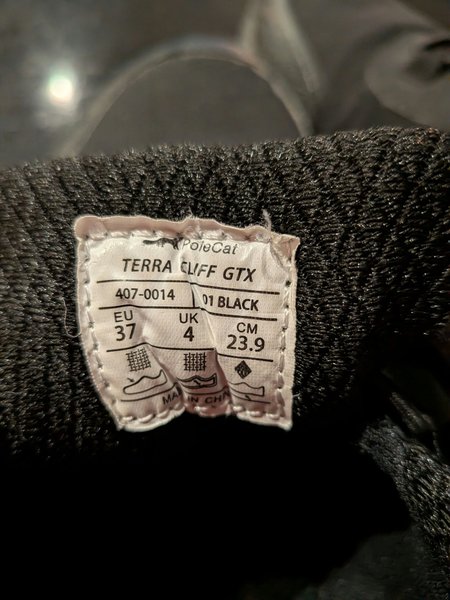 PoleCat
TERRA CLIFF GTX
407-0014 01 BLACK
EU UK CM
37 4 23.9
MADE IN CHINA